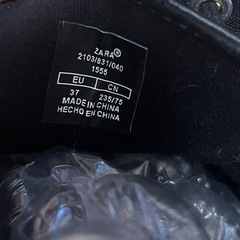 ZARA®
2103/831/040
1555
EU CN
37 235/75
MADE IN CHINA
HECHO EN CHINA